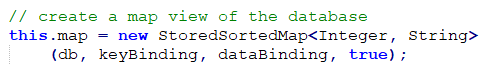 // create a map view of the database
this.map = new StoredSortedMap<Integer, String>
(db, keyBinding, dataBinding, true);